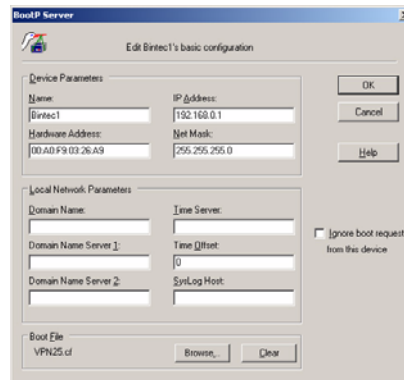 BootP Server
Edit Bintec1's basic configuration
Device Parameters
Name:
IP Address:
Bintec1
192.168.0.1
Hardware Address:
Net Mask:
00:A0:F9:03:26:A9
255.255.255.0
OK
Cancel
Help
Local Network Parameters
Domain Name:
Time Server:
Domain Name Server 1:
Time Offset:
0
Domain Name Server 2:
SysLog Host:
Ignore boot request
from this device
Boot File
VPN25.cf
Browse...
Clear